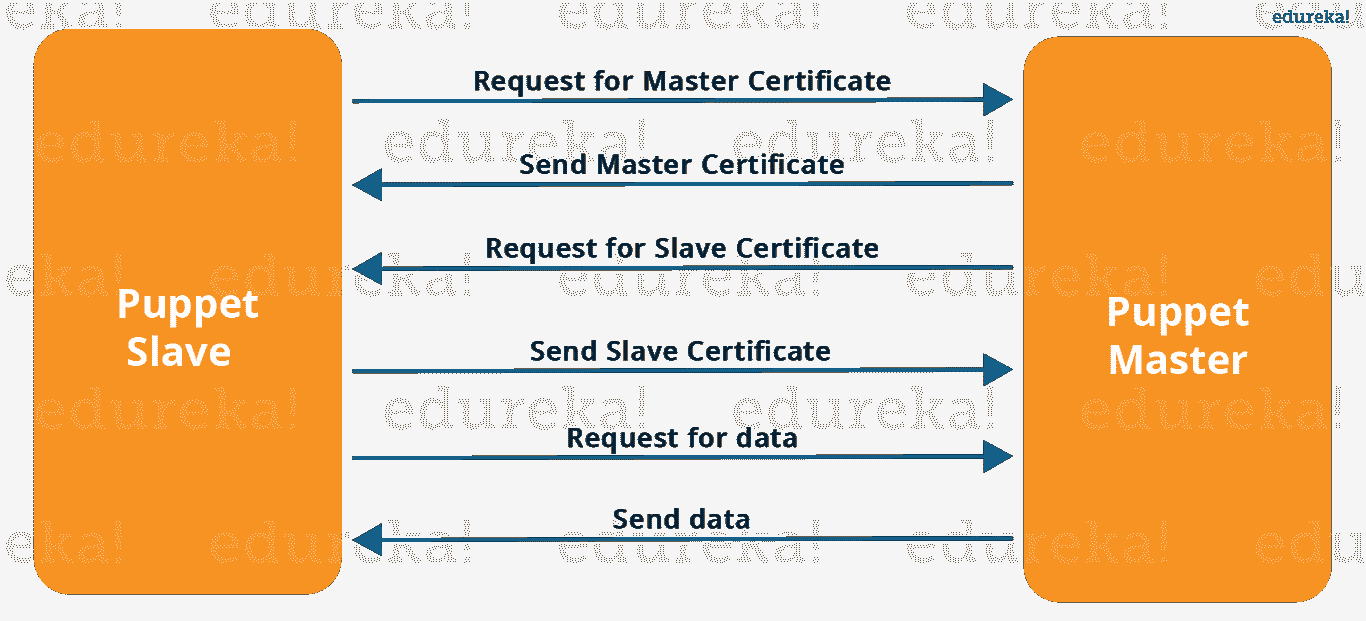 edureka!
Request for Master Certificate
Send Master Certificate
Request for Slave Certificate
Puppet
Slave
Puppet
Master
Send Slave Certificate
Request for data
Send data